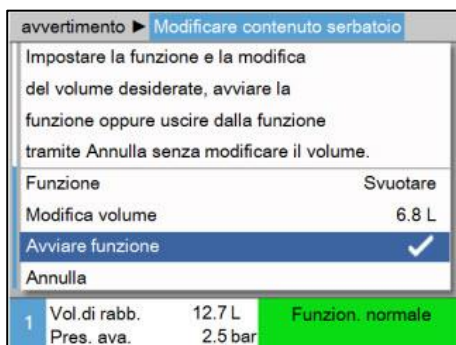 avvertimento ► Modificare contenuto serbatoio
Impostare la funzione e la modifica
del volume desiderate, avviare la
funzione oppure uscire dalla funzione
tramite Annulla senza modificare il volume.
Funzione Svuotare
Modifica volume 6.8 L
Avviare funzione ✓
Annulla
1 Vol.di rabb. 12.7 L Funzion. normale
Pres. ava. 2.5 bar